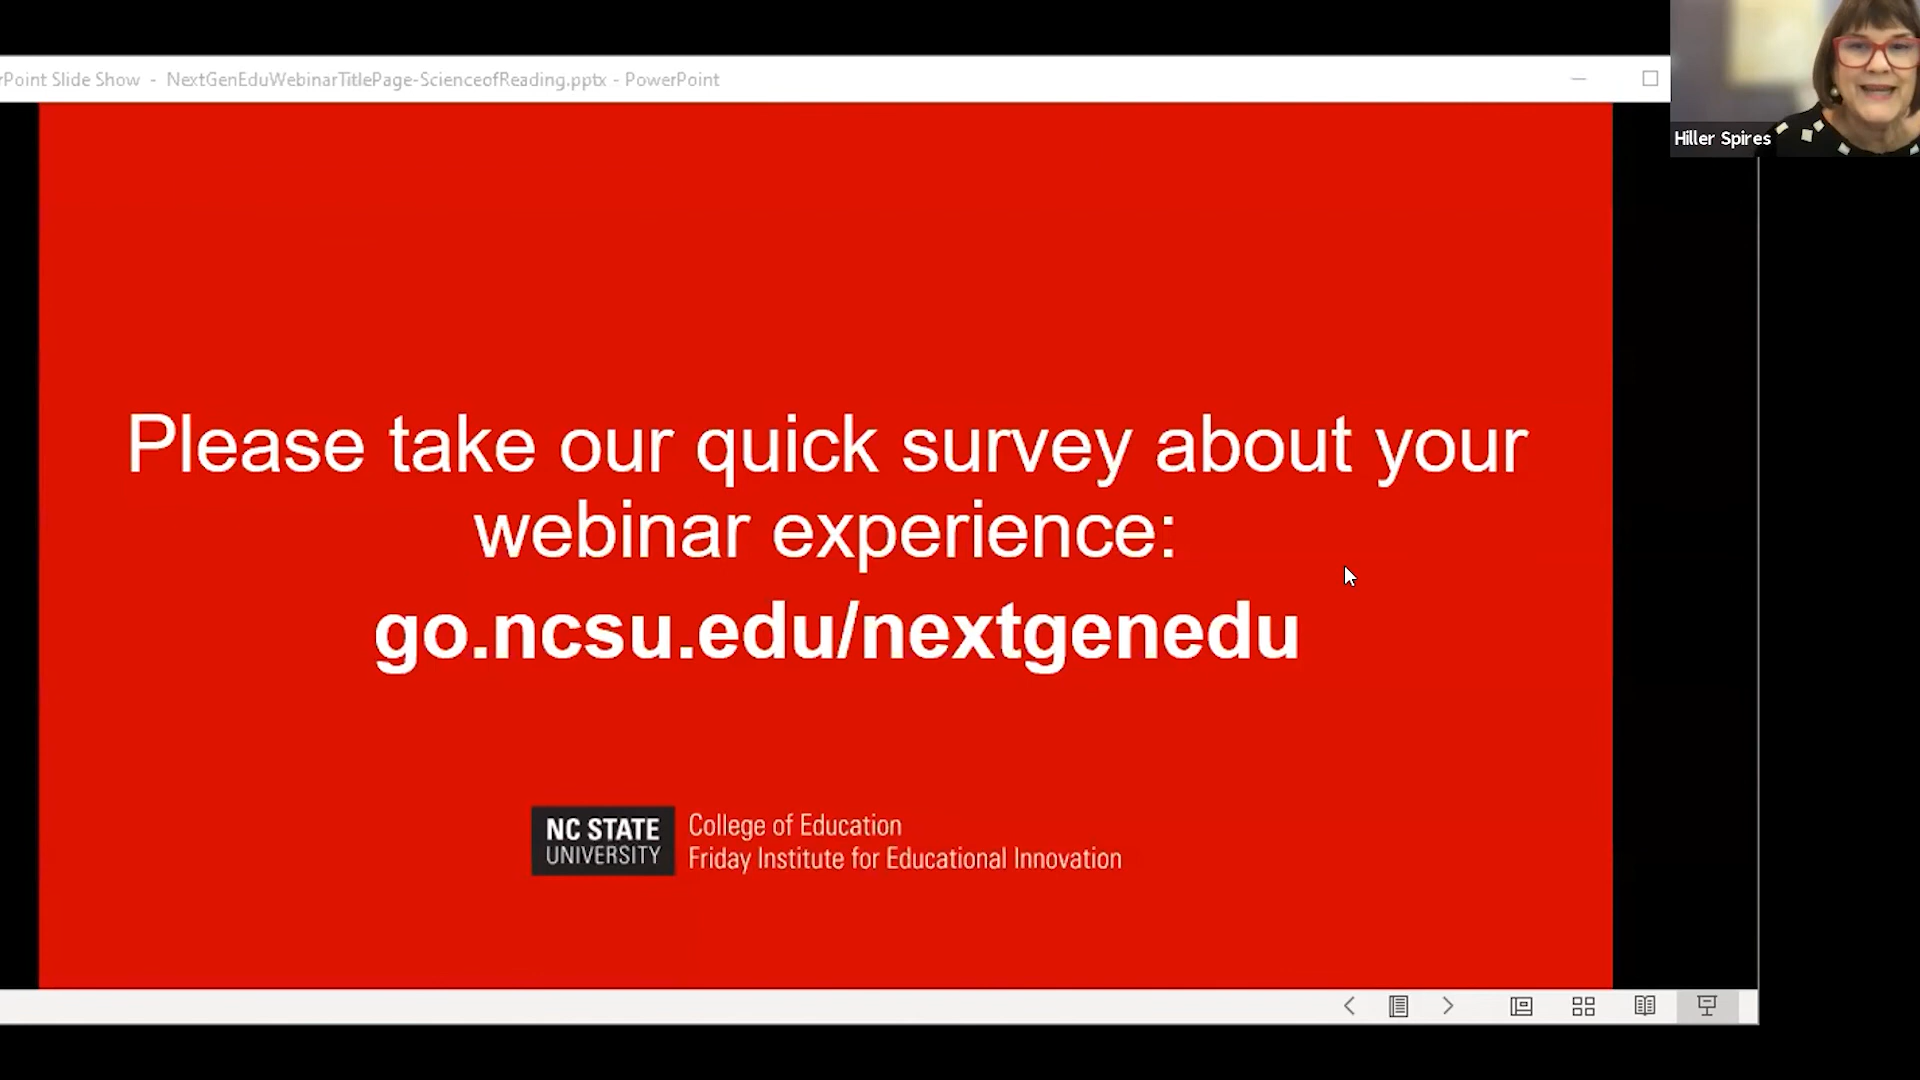 Point Slide Show - NextGenEduWebinarTitlePage-ScienceofReading.pptx - PowerPoint
Hiller Spires
Please take our quick survey about your
webinar experience:
go.ncsu.edu/nextgenedu
NC STATE
UNIVERSITY
College of Education
Friday Institute for Educational Innovation